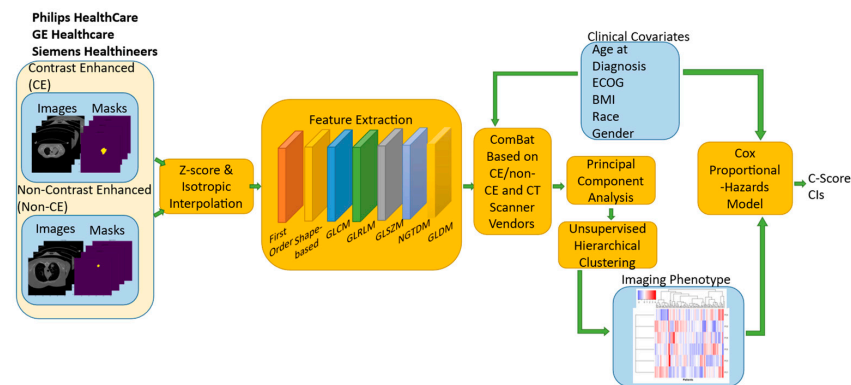 Philips HealthCare
GE Healthcare
Siemens Healthineers
Contrast Enhanced
(CE)
Images
Masks
Non-Contrast Enhanced
(Non-CE)
Images
Masks
Z-score &
Isotropic
Interpolation
Feature Extraction
First
Order
Shape-
based
GLCM
GLRLM
GLSZM
NGTDM
GLDM
ComBat
Based on
CE/non-
CE and CT
Scanner
Vendors
Clinical Covariates
Age at
Diagnosis
ECOG
BMI
Race
Gender
Principal
Component
Analysis
Unsupervised
Hierarchical
Clustering
Imaging Phenotype
Patients
Cox
Proportional
-Hazards
Model
C-Score
CIs